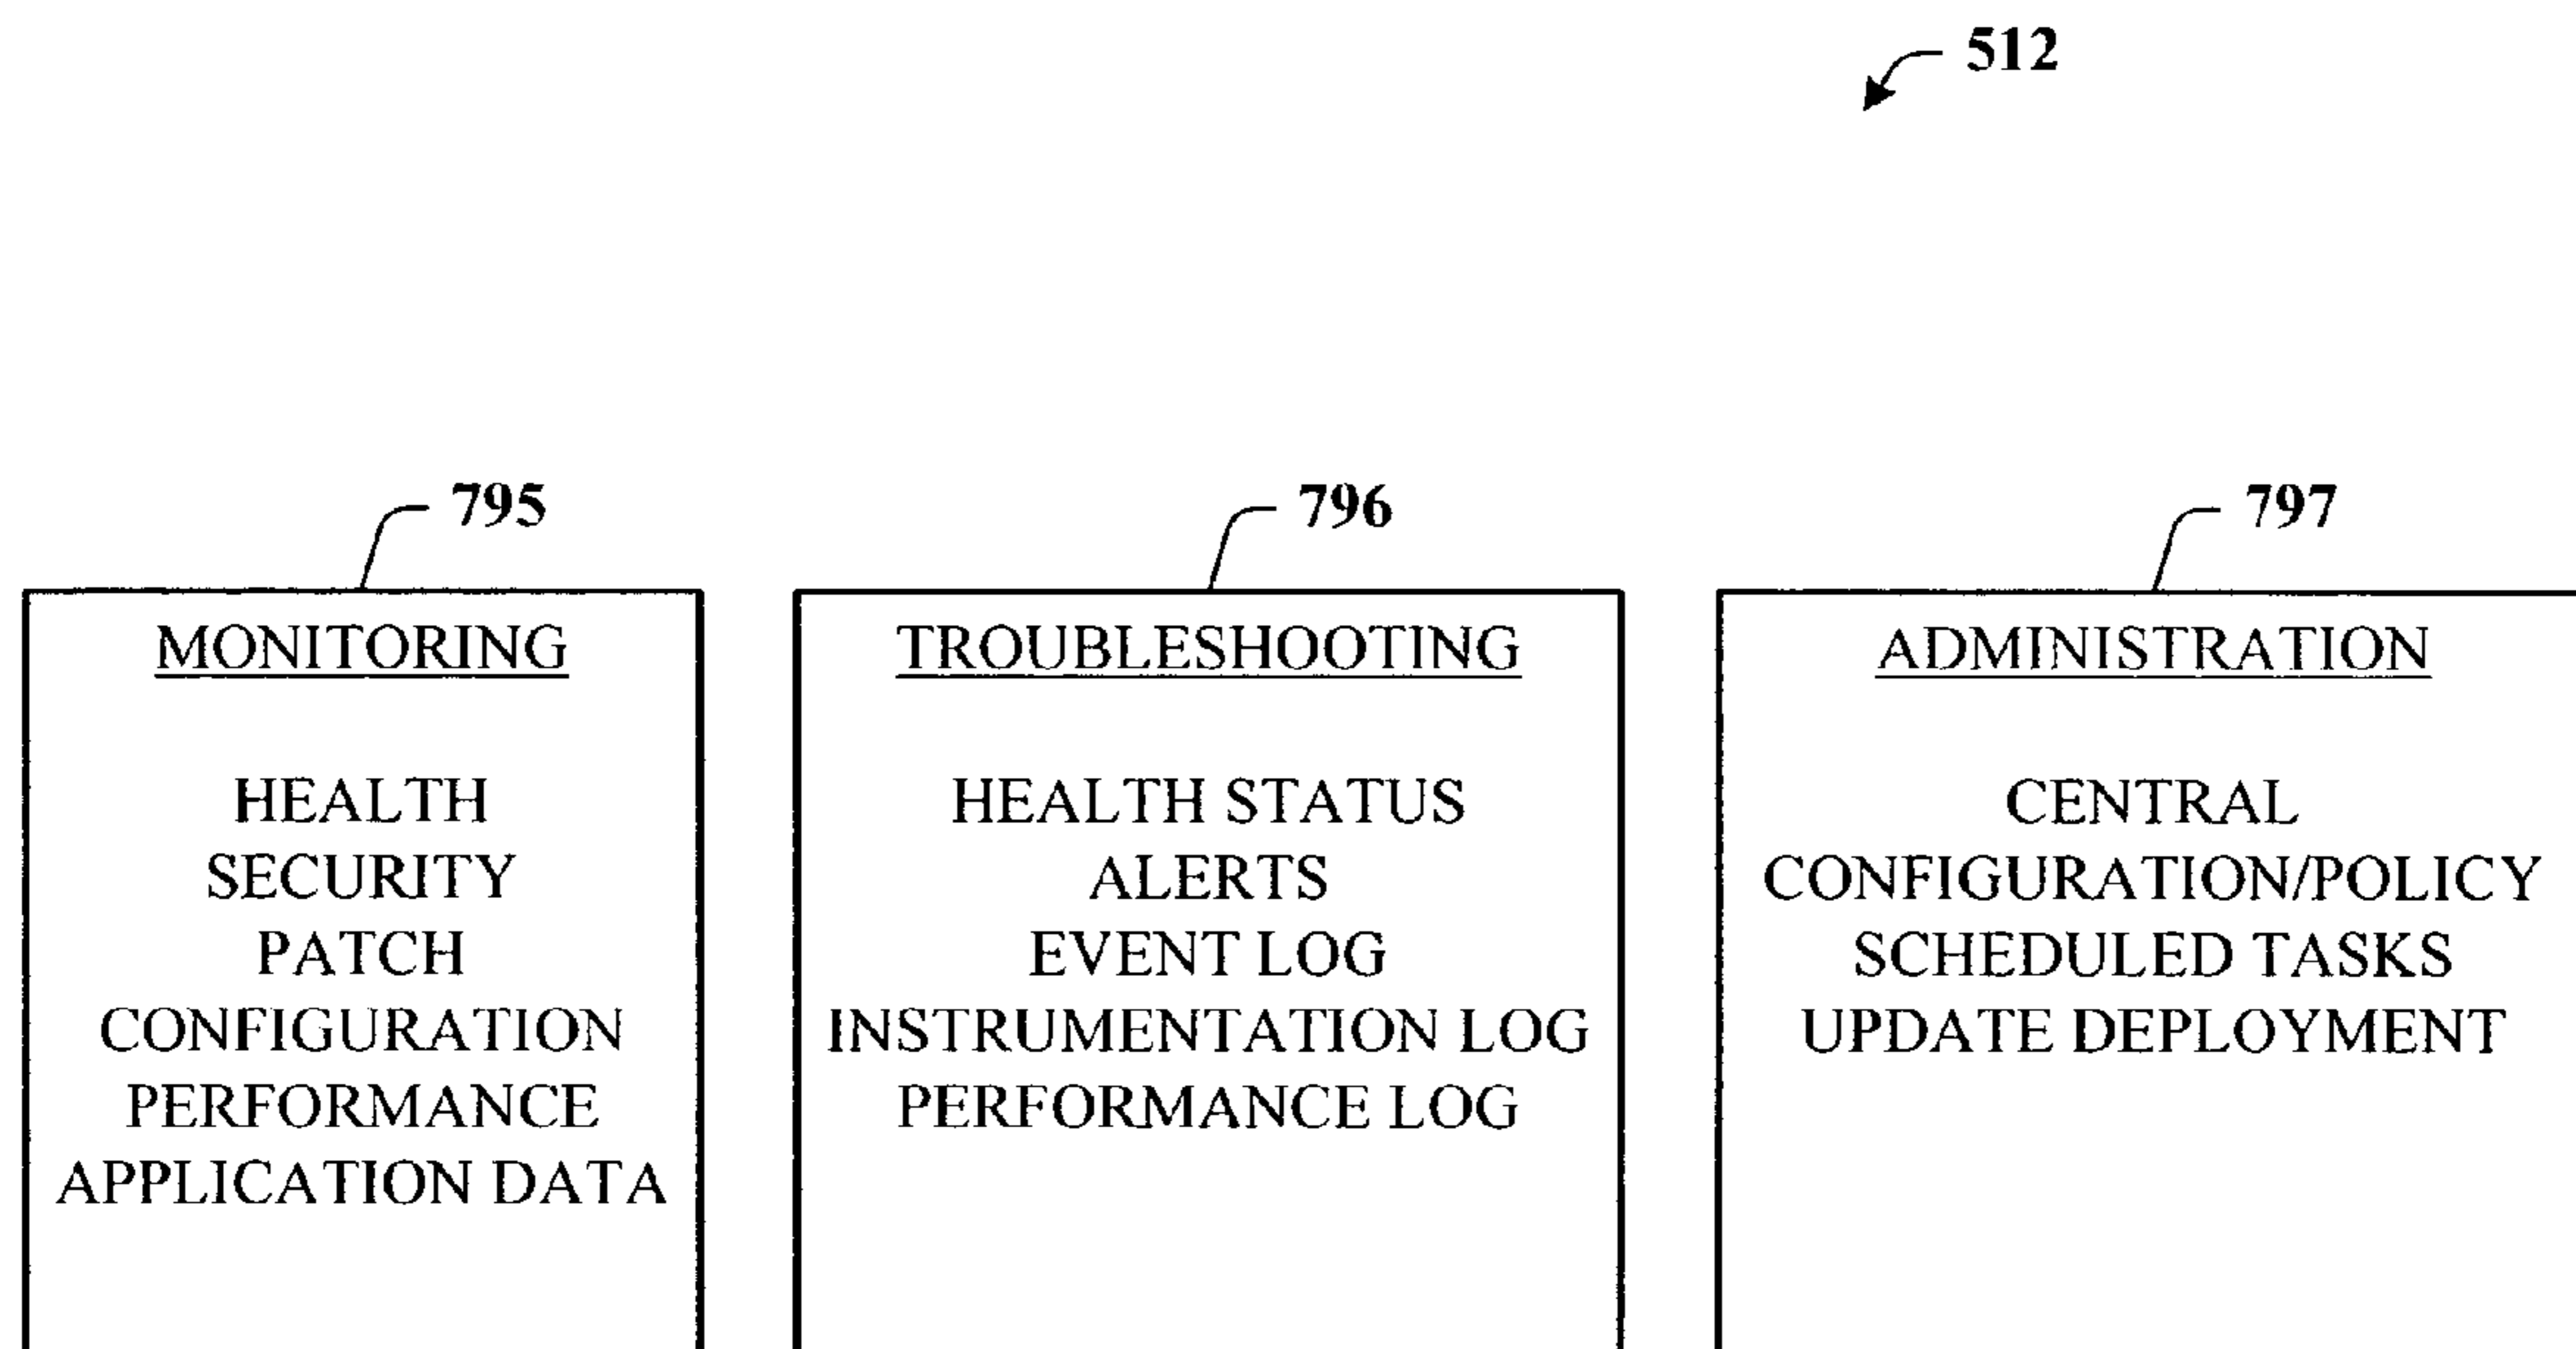 512
795
MONITORING
HEALTH
SECURITY
PATCH
CONFIGURATION
PERFORMANCE
APPLICATION DATA
796
TROUBLESHOOTING
HEALTH STATUS
ALERTS
EVENT LOG
INSTRUMENTATION LOG
PERFORMANCE LOG
797
ADMINISTRATION
CENTRAL
CONFIGURATION/POLICY
SCHEDULED TASKS
UPDATE DEPLOYMENT